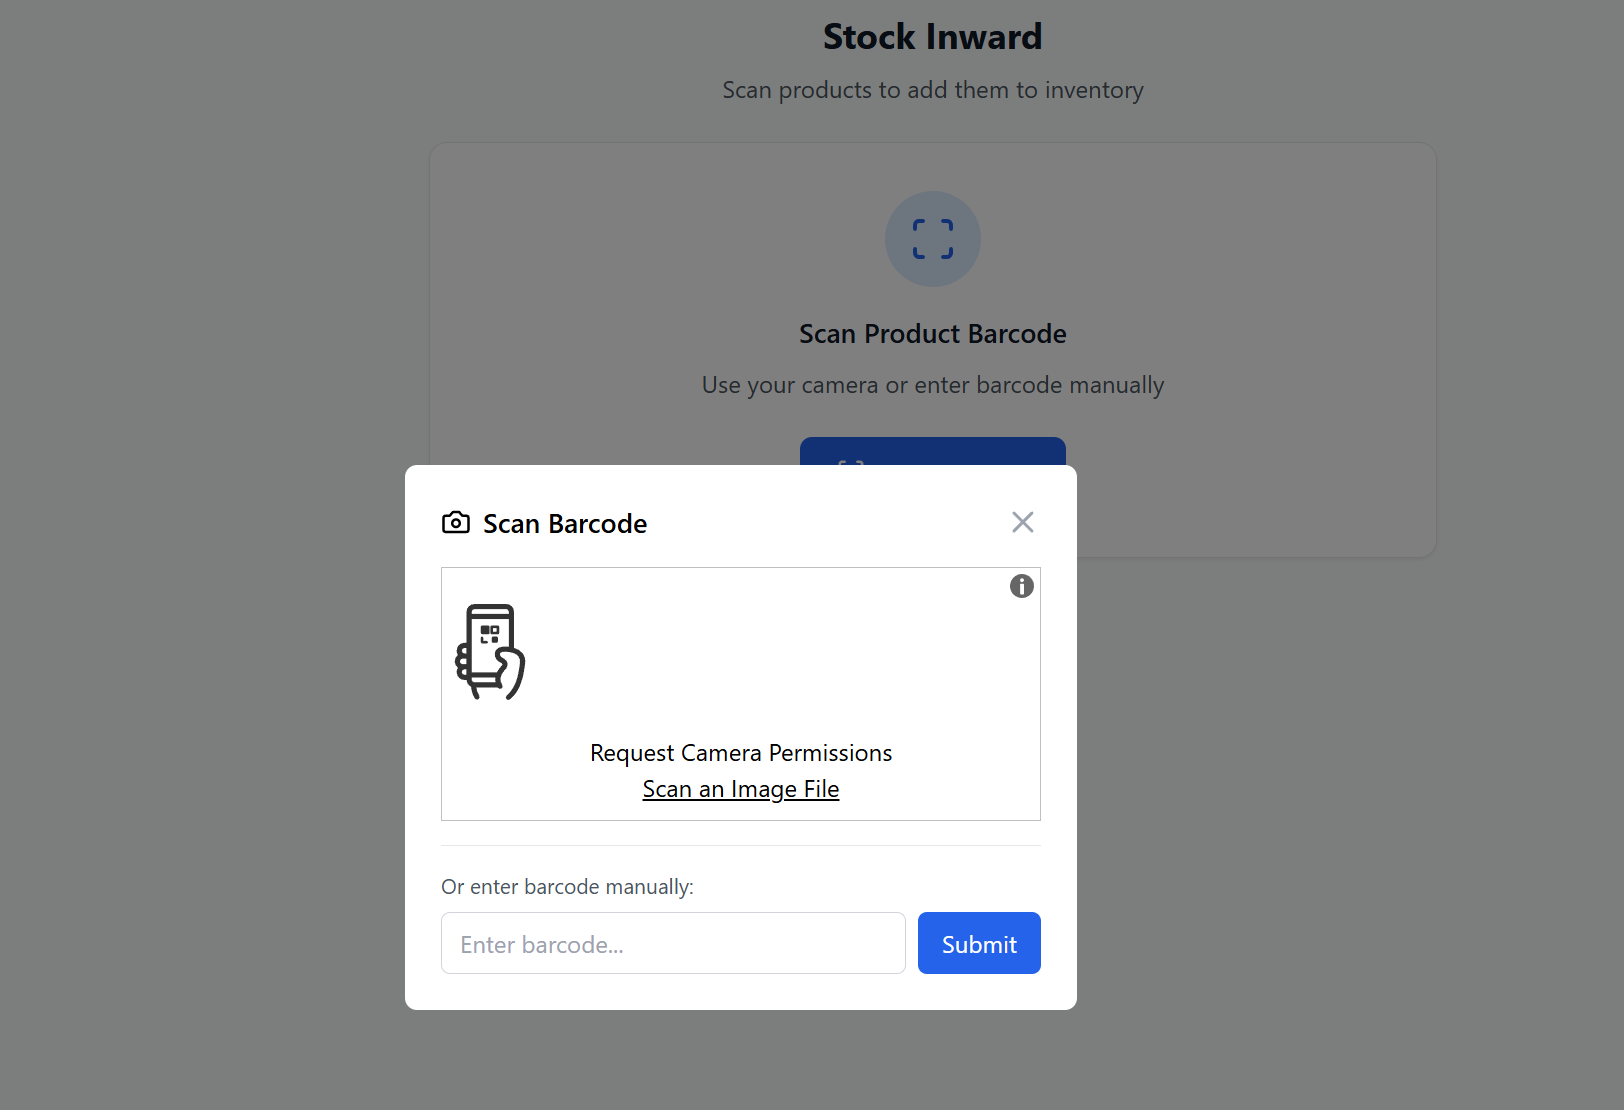 Stock Inward
Scan products to add them to inventory
Scan Product Barcode
Use your camera or enter barcode manually
Scan Barcode
Request Camera Permissions
Scan an Image File
Or enter barcode manually:
Enter barcode...
Submit